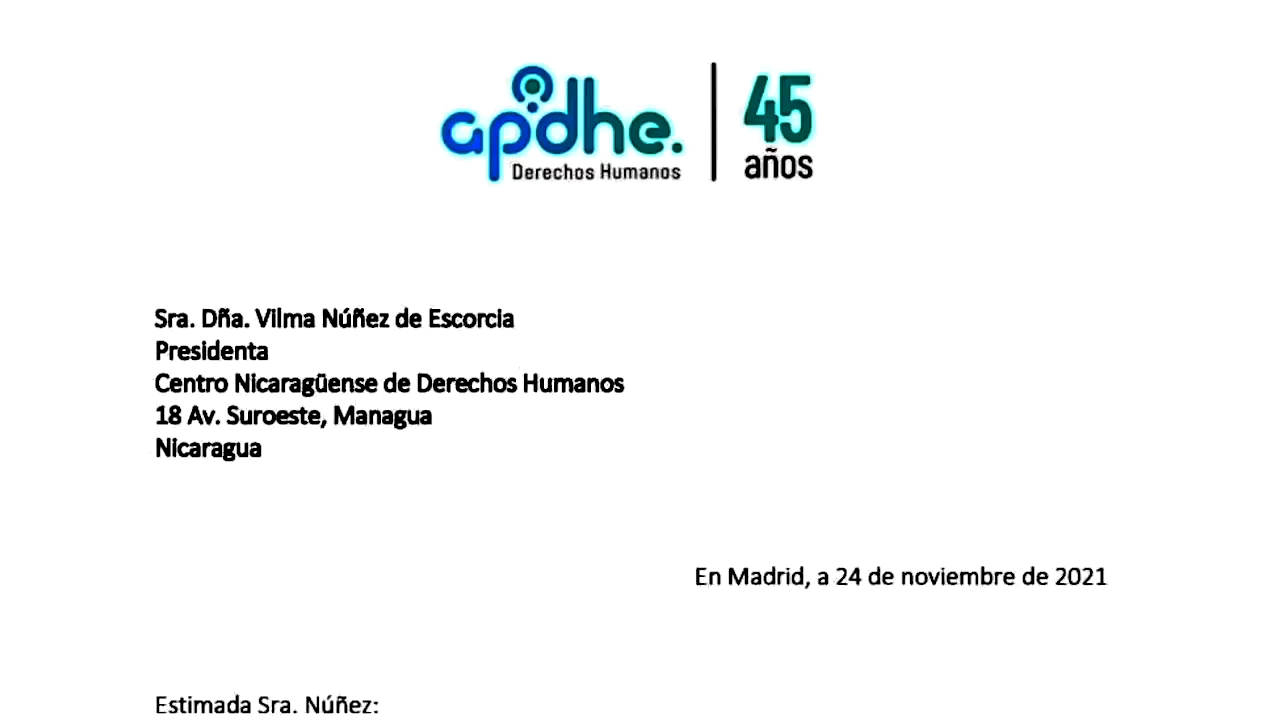 apdhe.
Derechos Humanos
45
años
Sra. Dña. Vilma Núñez de Escorcia
Presidenta
Centro Nicaragüense de Derechos Humanos
18 Av. Suroeste, Managua
Nicaragua
En Madrid, a 24 de noviembre de 2021
Estimada Sra. Núñez: